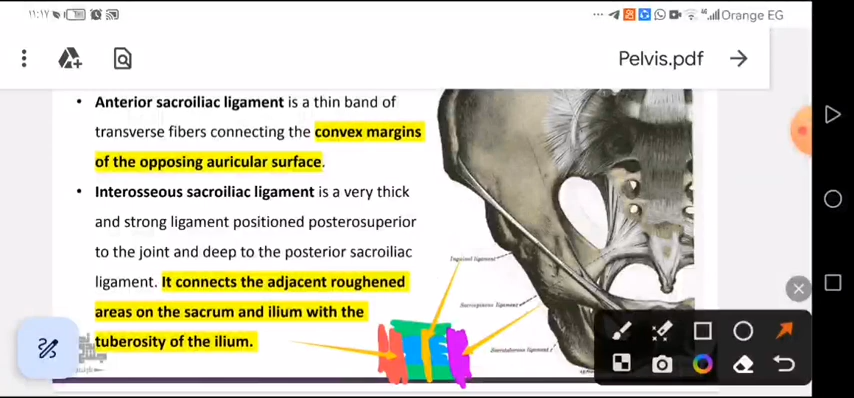 ١١:١٧
Orange EG
Pelvis.pdf
• Anterior sacroiliac ligament is a thin band of
transverse fibers connecting the convex margins
of the opposing auricular surface.
• Interosseous sacroiliac ligament is a very thick
and strong ligament positioned posterosuperior
to the joint and deep to the posterior sacroiliac
ligament. It connects the adjacent roughened
areas on the sacrum and ilium with the
tuberosity of the ilium.
Inguinal ligament
Sacrospinous ligament
Sacrotuberous ligament